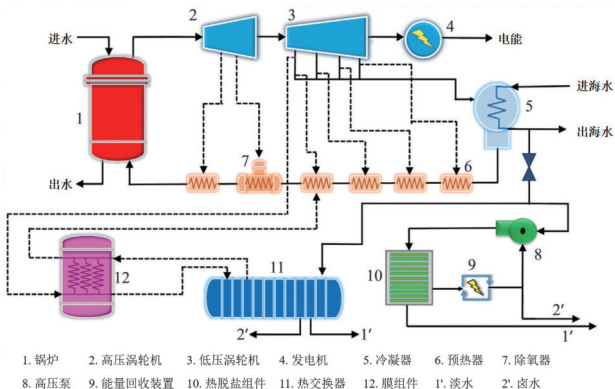 进水
2
3
4
电能
进海水
5
出海水
1
7
6
出水
8
9
10
11
12
2′
1′
2′
1′
1. 锅炉 2. 高压涡轮机 3. 低压涡轮机 4. 发电机 5. 冷凝器 6. 预热器 7. 除氧器
8. 高压泵 9. 能量回收装置 10. 热脱盐组件 11. 热交换器 12. 膜组件 1′. 淡水 2′. 卤水